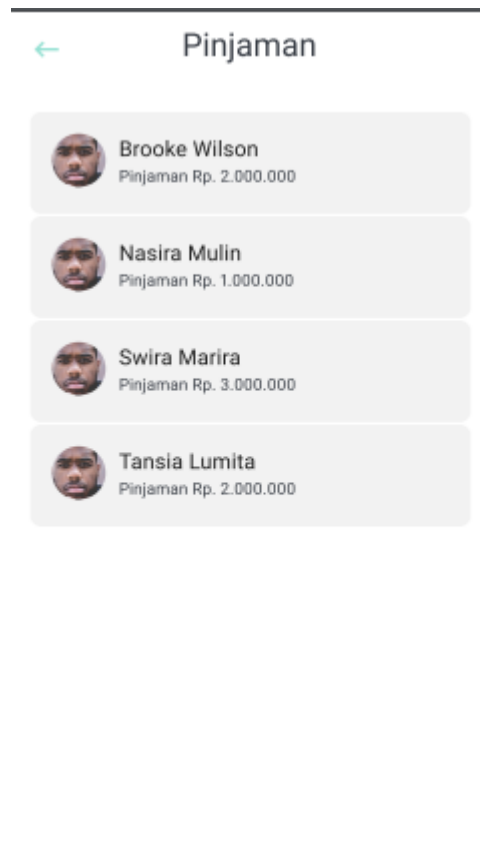 Pinjaman
Brooke Wilson
Pinjaman Rp. 2.000.000
Nasira Mulin
Pinjaman Rp. 1.000.000
Swira Marira
Pinjaman Rp. 3.000.000
Tansia Lumita
Pinjaman Rp. 2.000.000